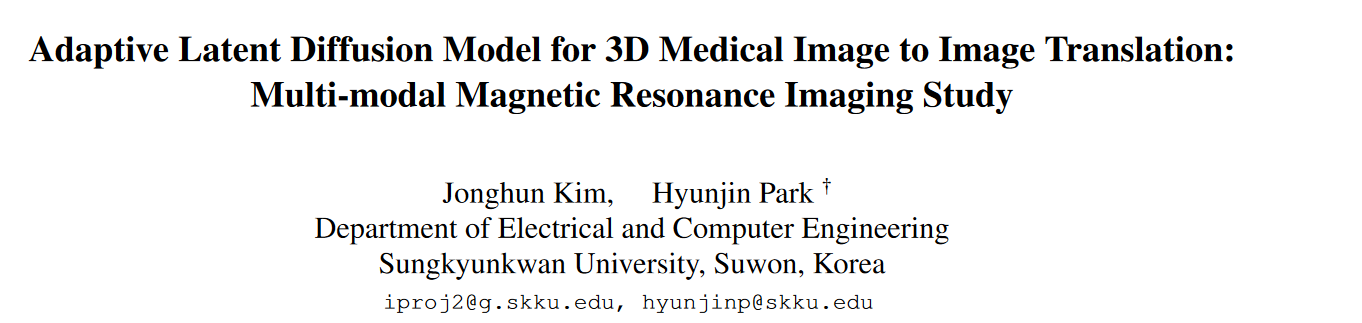 Adaptive Latent Diffusion Model for 3D Medical Image to Image Translation:
Multi-modal Magnetic Resonance Imaging Study
Jonghun Kim, Hyunjin Park †
Department of Electrical and Computer Engineering
Sungkyunkwan University, Suwon, Korea
iproj2@g.skku.edu, hyunjinp@skku.edu